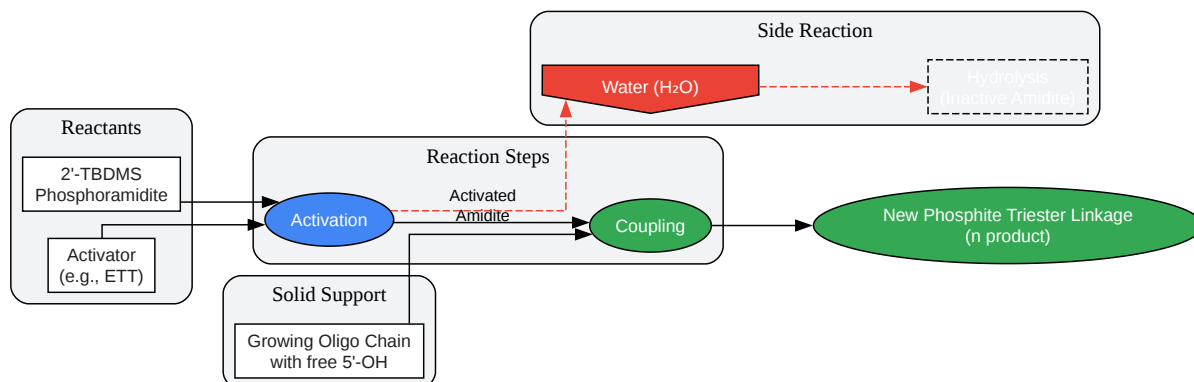 Side Reaction
Water (H₂O)
Hydrolysis
(Inactive Amidite)
Reactants
2'-TBDMS
Phosphoramidite
Activator
(e.g., ETT)
Reaction Steps
Activation
Activated
Amidite
Coupling
New Phosphite Triester Linkage
(n product)
Solid Support
Growing Oligo Chain
with free 5'-OH